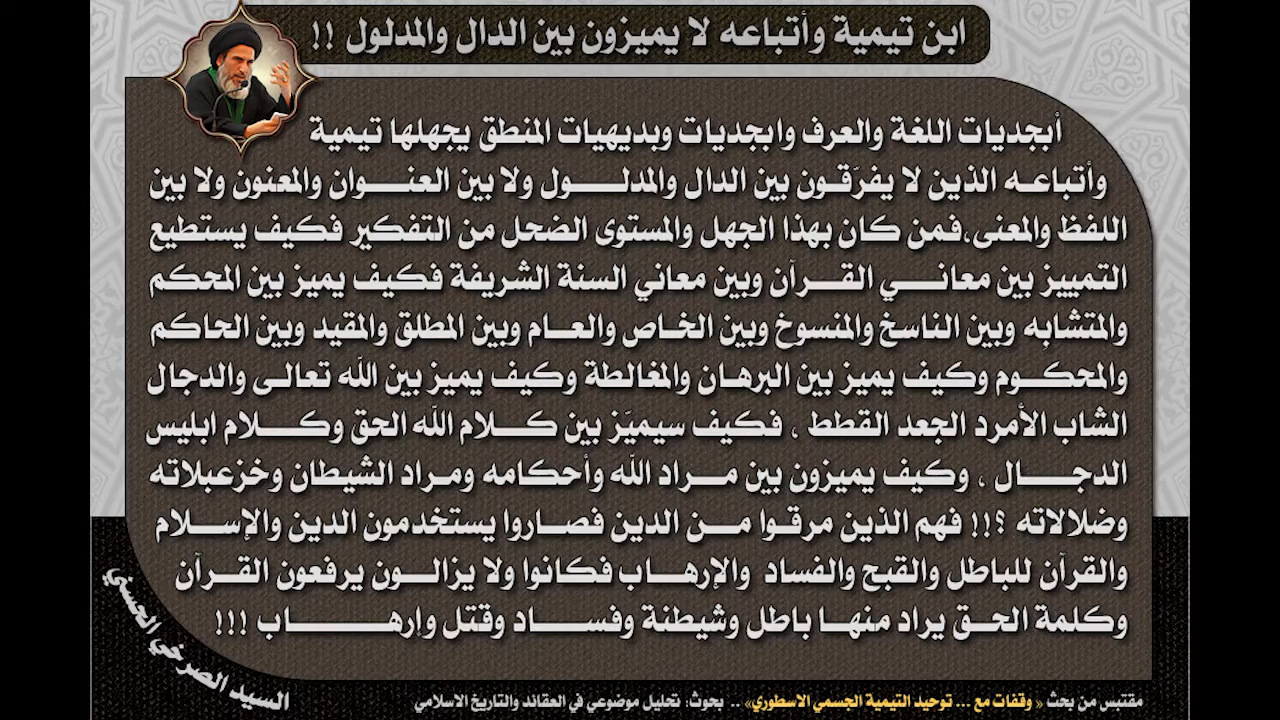 ابن تيمية وأتباعه لا يميزون بين الدال والمدلول !!
أبجديات اللغة والعرف وابجديات وبديهيات المنطق يجهلها تيمية
وأتباعه الذين لا يفرّقون بين الدال والمدلول ولا بين العنوان والمعنون ولا بين
اللفظ والمعنى،فمن كان بهذا الجهل والمستوى الضحل من التفكير فكيف يستطيع
التمييز بين معاني القرآن وبين معاني السنة الشريفة فكيف يميز بين المحكم
والمتشابه وبين الناسخ والمنسوخ وبين الخاص والعام وبين المطلق والمقيد وبين الحاكم
والمحكوم وكيف يميز بين البرهان والمغالطة وكيف يميز بين الله تعالى والدجال
الشاب الأمرد الجعد القطط ، فكيف سيميّز بين كلام الله الحق وكلام ابليس
الدجال ، وكيف يميزون بين مراد الله وأحكامه ومراد الشيطان وخزعبلاته
وضلالاته ؟!! فهم الذين مرقوا من الدين فصاروا يستخدمون الدين والإسلام
والقرآن للباطل والقبح والفساد والإرهاب فكانوا ولا يزالون يرفعون القرآن
وكلمة الحق يراد منها باطل وشيطنة وفساد وقتل وإرهاب !!!
السيد الصرخي الحسني
مقتبس من بحث « وقفات مع ... توحيد التيمية الجسمي الاسطوري» .. بحوث: تحليل موضوعي في العقائد والتاريخ الاسلامي